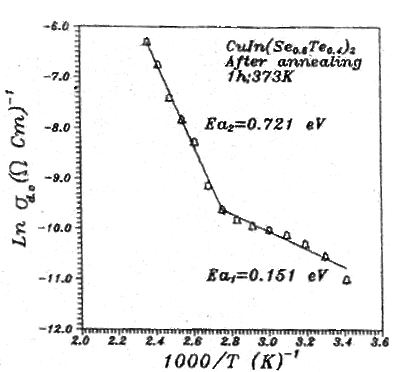 CuIn(Se0.6Te0.4)2
After annealing
1h;373K
Ea2=0.721 eV
Ea1=0.151 eV
Ln σd.c (Ω Cm)-1
-6.0
-7.0
-8.0
-9.0
-10.0
-11.0
-12.0
2.0 2.2 2.4 2.6 2.8 3.0 3.2 3.4 3.6
1000/T (K)-1